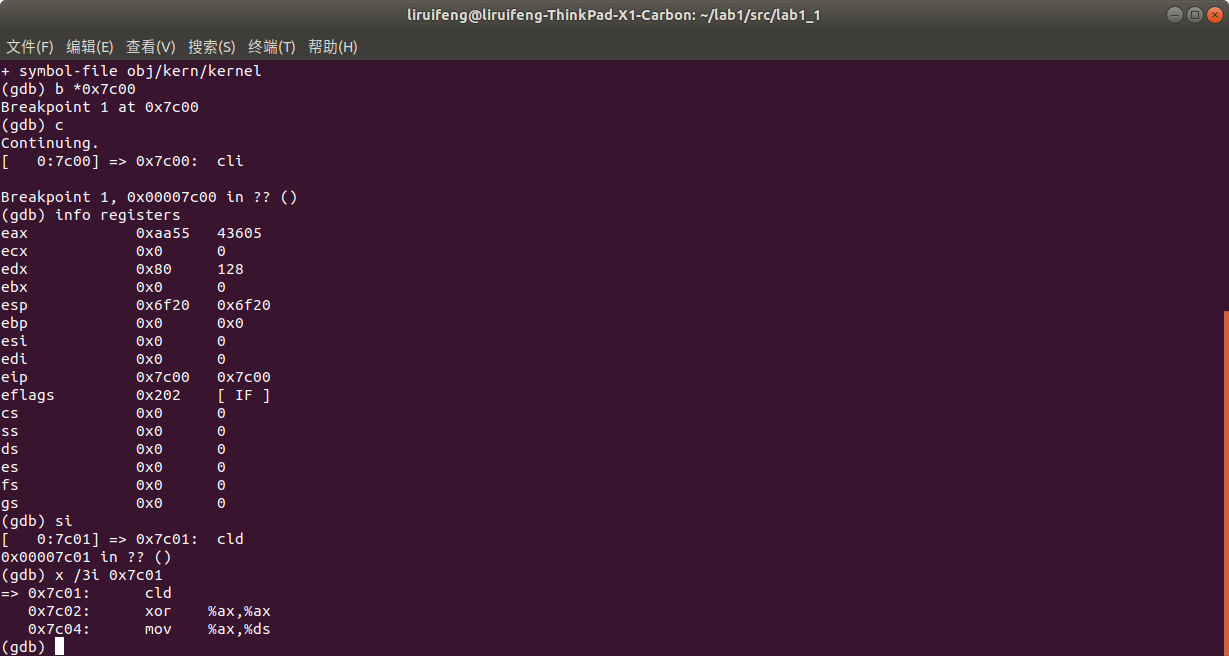 liruifeng@liruifeng-ThinkPad-X1-Carbon: ~/lab1/src/lab1_1
文件(F) 编辑(E) 查看(V) 搜索(S) 终端(T) 帮助(H)
+ symbol-file obj/kern/kernel
(gdb) b *0x7c00
Breakpoint 1 at 0x7c00
(gdb) c
Continuing.
[   0:7c00] => 0x7c00:  cli
Breakpoint 1, 0x00007c00 in ?? ()
(gdb) info registers
eax            0xaa55   43605
ecx            0x0      0
edx            0x80     128
ebx            0x0      0
esp            0x6f20   0x6f20
ebp            0x0      0x0
esi            0x0      0
edi            0x0      0
eip            0x7c00   0x7c00
eflags         0x202    [ IF ]
cs             0x0      0
ss             0x0      0
ds             0x0      0
es             0x0      0
fs             0x0      0
gs             0x0      0
(gdb) si
[   0:7c01] => 0x7c01:  cld
0x00007c01 in ?? ()
(gdb) x /3i 0x7c01
=> 0x7c01:      cld
   0x7c02:      xor    %ax,%ax
   0x7c04:      mov    %ax,%ds
(gdb)